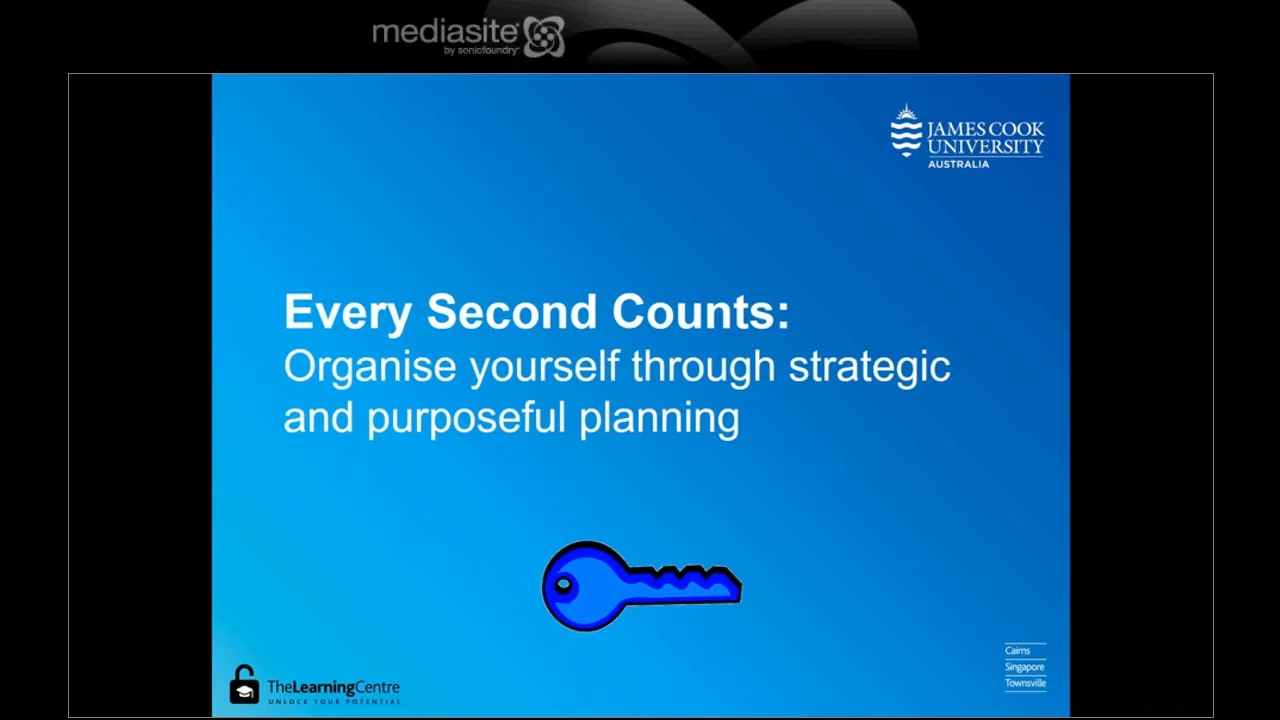 mediasite
by sonicfoundry
JAMES COOK
UNIVERSITY
AUSTRALIA
Every Second Counts:
Organise yourself through strategic
and purposeful planning
TheLearningCentre
UNLOCK YOUR POTENTIAL
Cairns
Singapore
Townsville